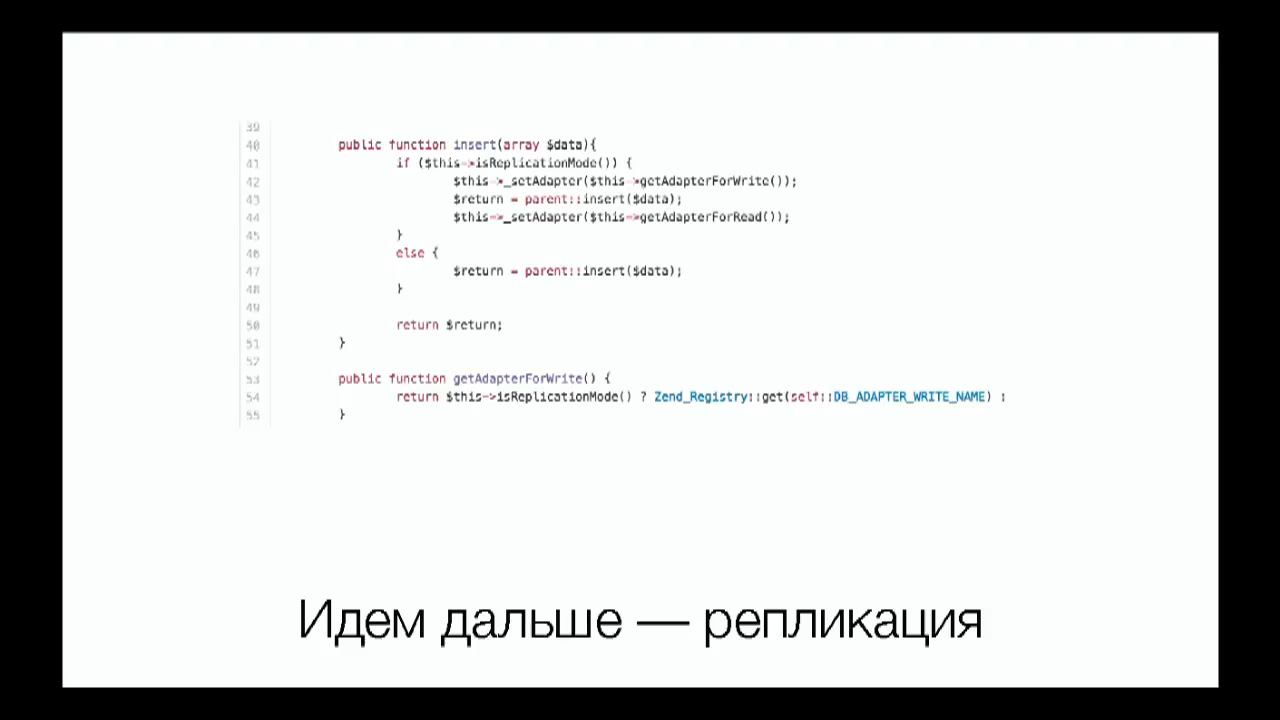 39
40 public function insert(array $data){
41 if ($this->isReplicationMode()) {
42 $this->_setAdapter($this->getAdapterForWrite());
43 $return = parent::insert($data);
44 $this->_setAdapter($this->getAdapterForRead());
45 }
46 else {
47 $return = parent::insert($data);
48 }
49
50 return $return;
51 }
52
53 public function getAdapterForWrite() {
54 return $this->isReplicationMode() ? Zend_Registry::get(self::DB_ADAPTER_WRITE_NAME) :
55 }
Идем дальше — репликация